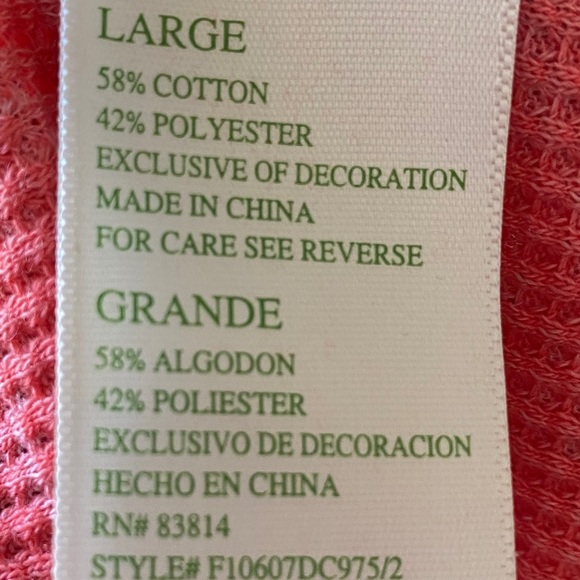 LARGE
58% COTTON
42% POLYESTER
EXCLUSIVE OF DECORATION
MADE IN CHINA
FOR CARE SEE REVERSE
GRANDE
58% ALGODON
42% POLIESTER
EXCLUSIVO DE DECORACION
HECHO EN CHINA
RN# 83814
STYLE# F10607DC975/2